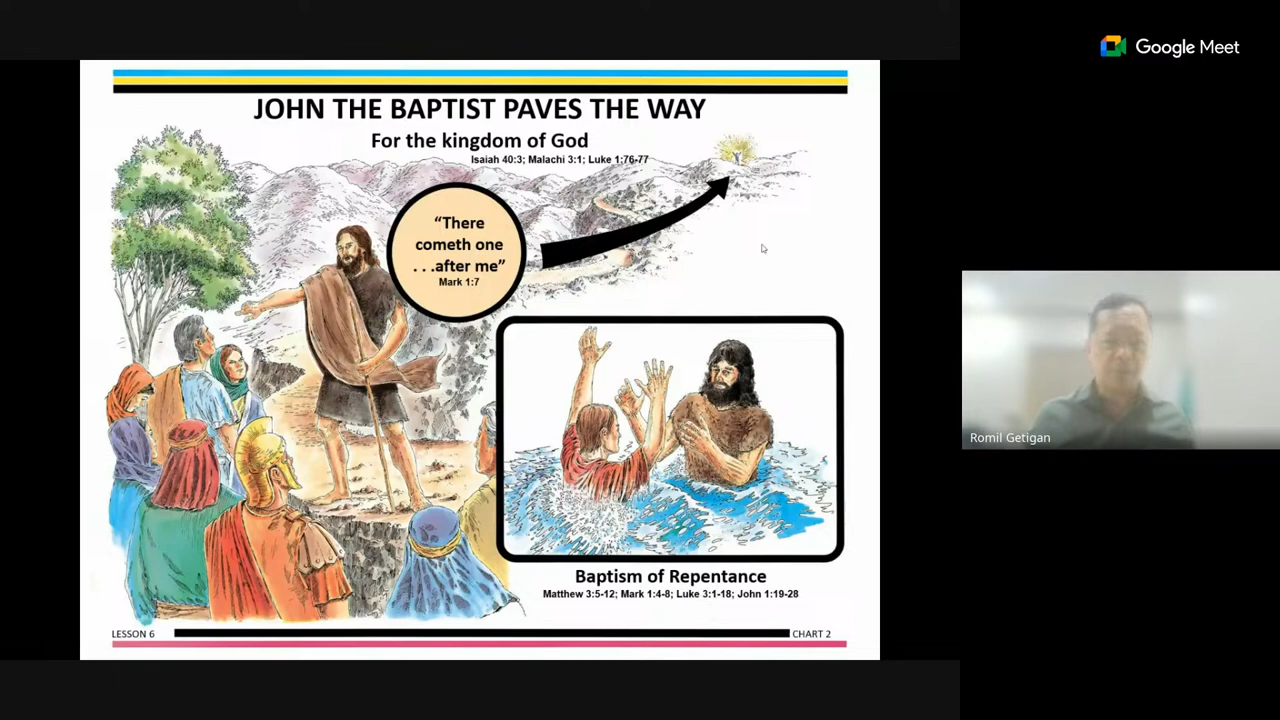 Google Meet
JOHN THE BAPTIST PAVES THE WAY
For the kingdom of God
Isaiah 40:3; Malachi 3:1; Luke 1:76-77
“There
cometh one
. . .after me”
Mark 1:7
Baptism of Repentance
Matthew 3:5-12; Mark 1:4-8; Luke 3:1-18; John 1:19-28
LESSON 6
CHART 2
Romil Getigan